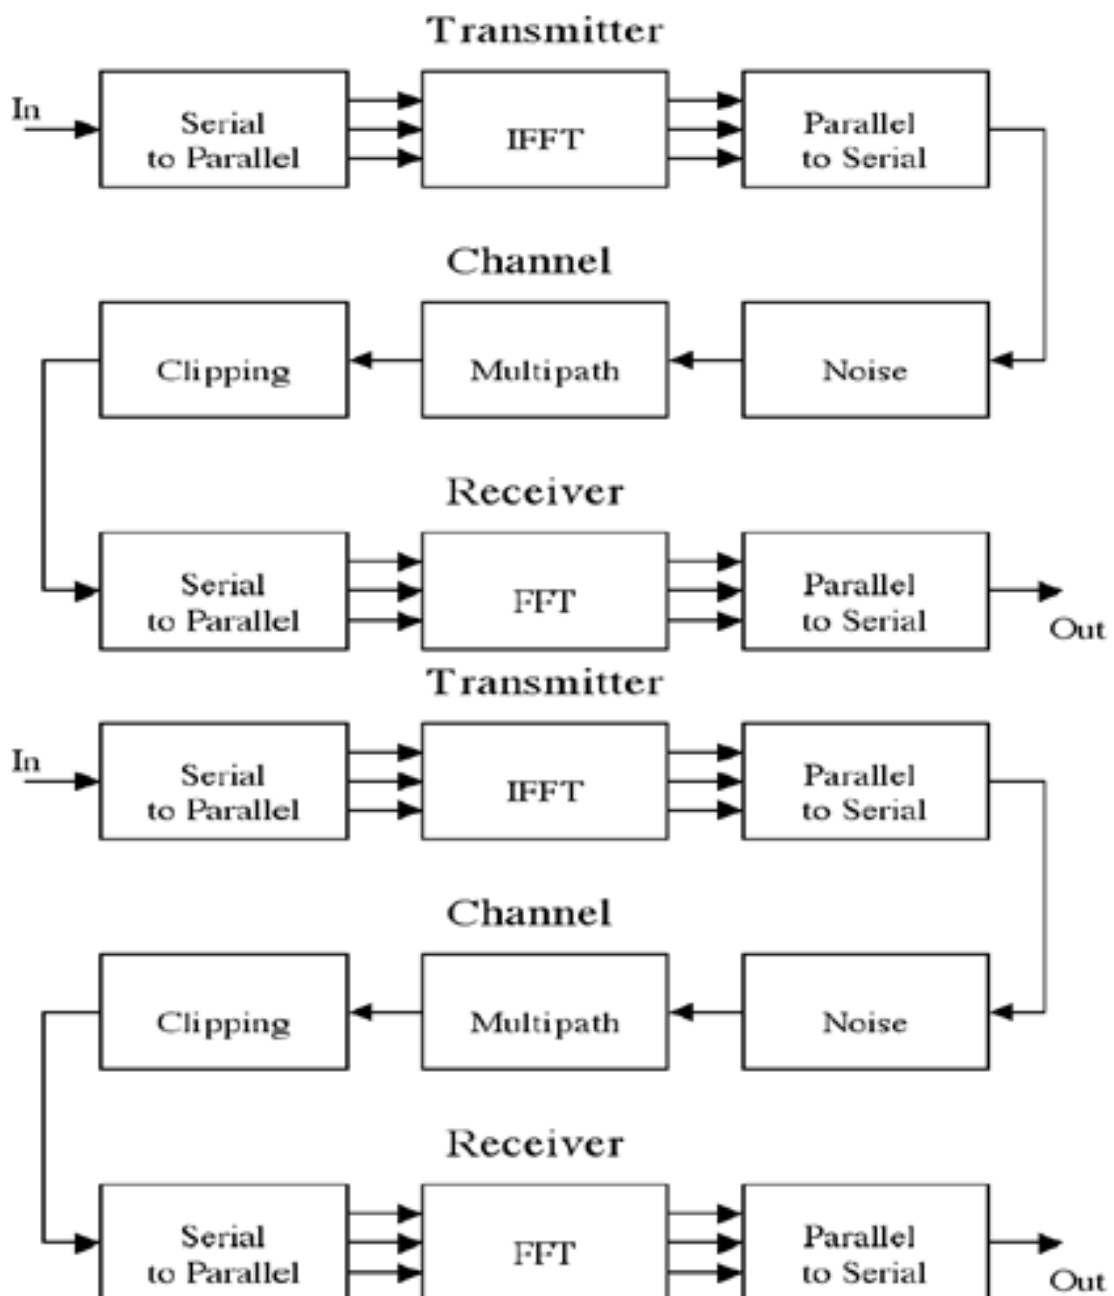 Transmitter
In
Serial
to Parallel
IFFT
Parallel
to Serial
Channel
Clipping
Multipath
Noise
Receiver
Serial
to Parallel
FFT
Parallel
to Serial
Out
Transmitter
In
Serial
to Parallel
IFFT
Parallel
to Serial
Channel
Clipping
Multipath
Noise
Receiver
Serial
to Parallel
FFT
Parallel
to Serial
Out